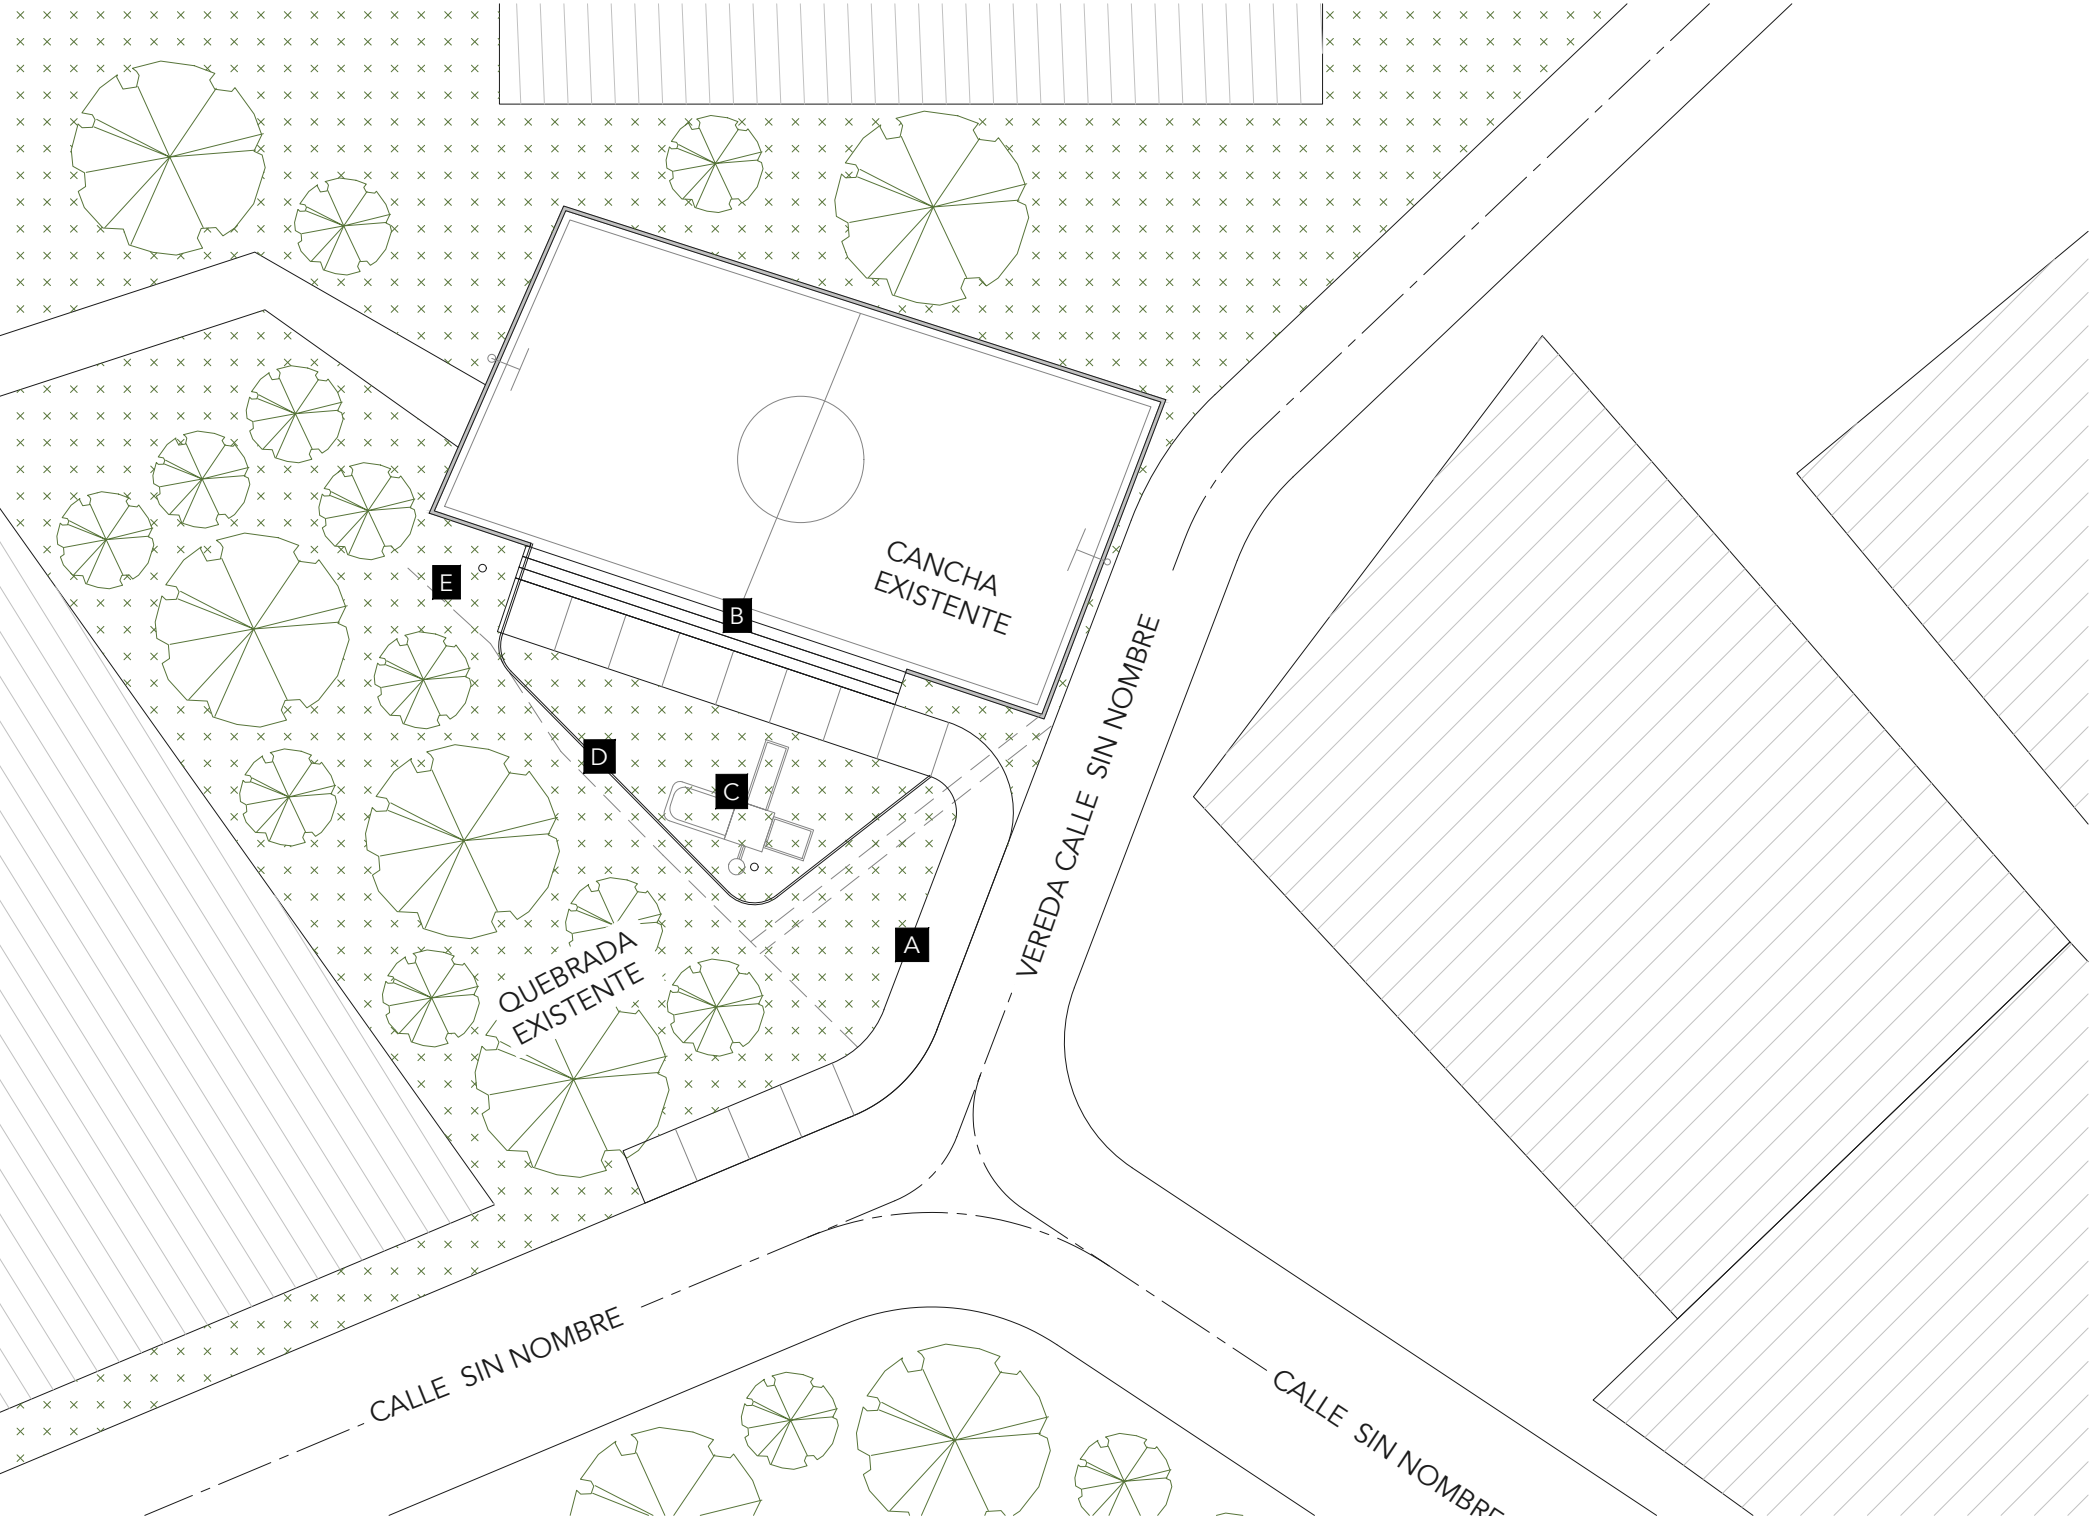 CANCHA
EXISTENTE
E
B
D
C
A
VEREDA CALLE SIN NOMBRE
QUEBRADA
EXISTENTE
CALLE SIN NOMBRE
CALLE SIN NOMBRE